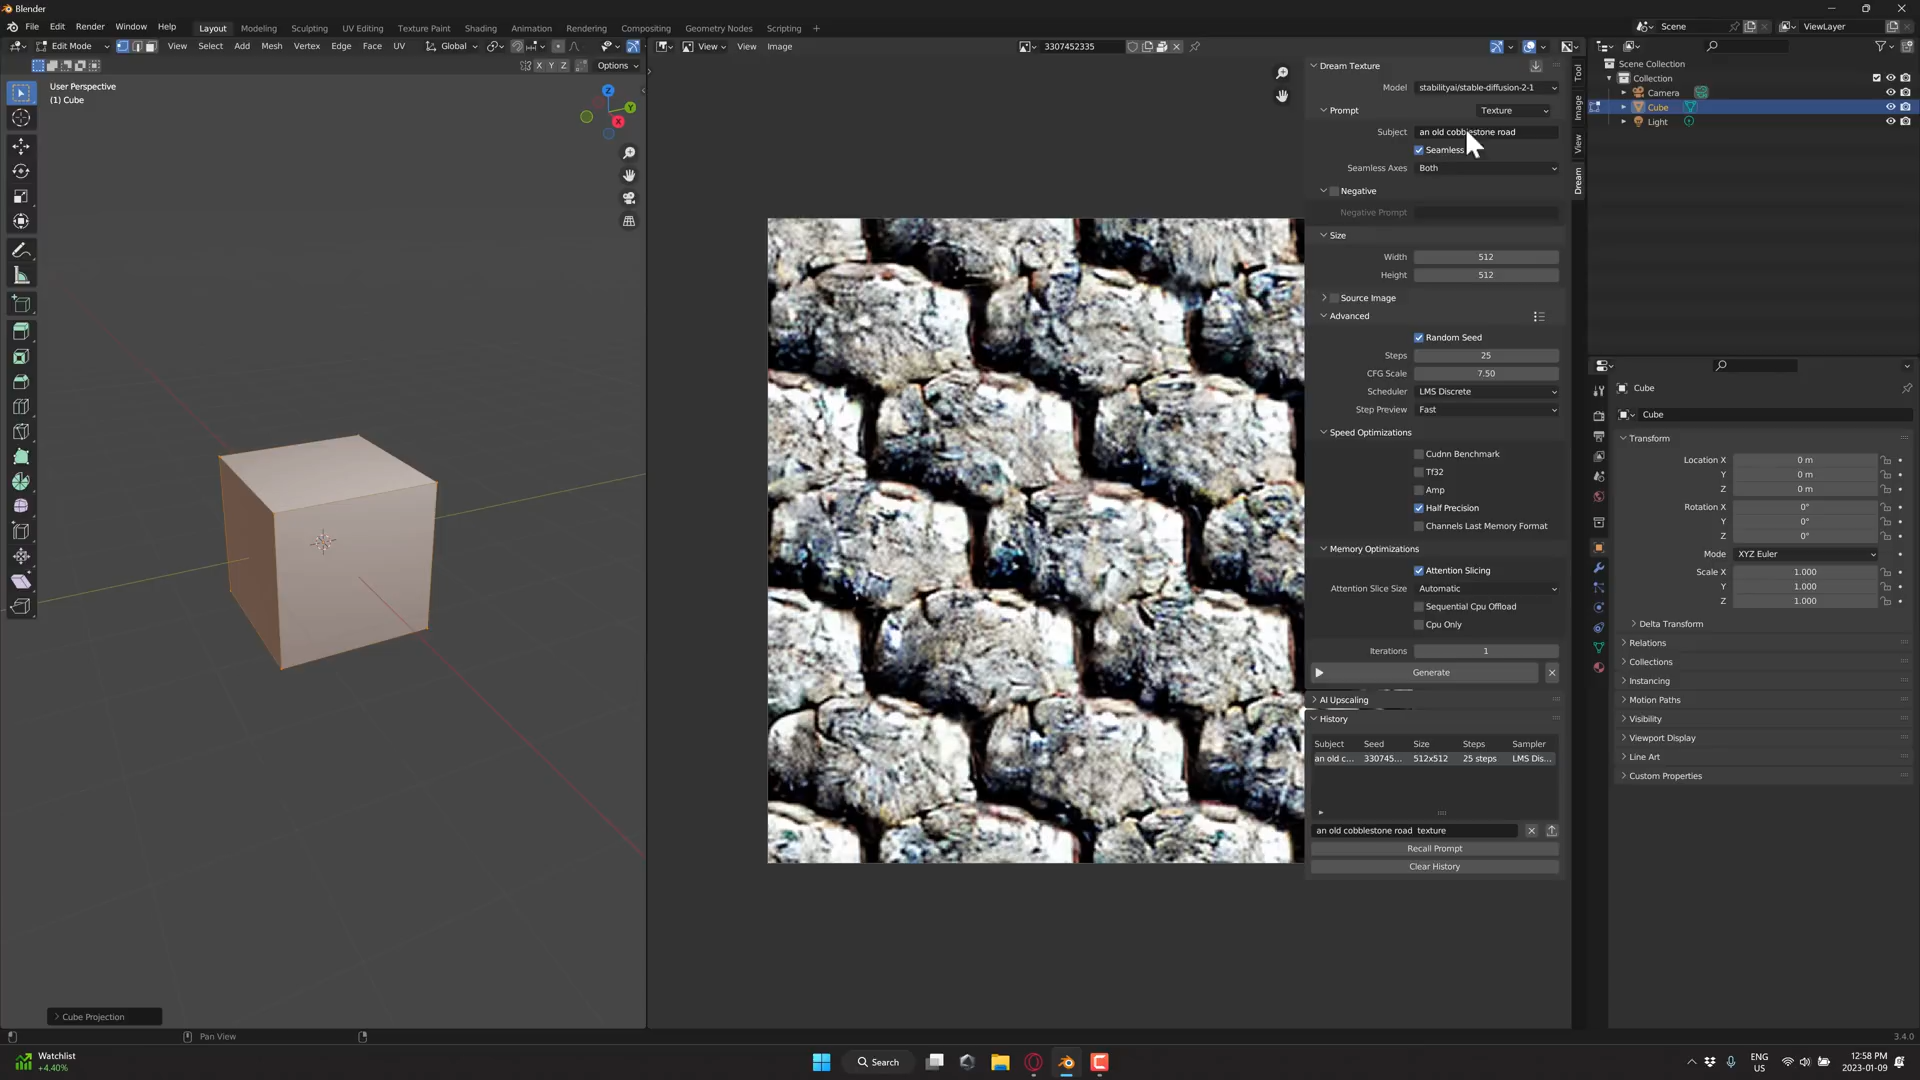 Blender
File Edit Render Window Help Layout Modeling Sculpting UV Editing Texture Paint Shading Animation Rendering Compositing Geometry Nodes Scripting + Scene ViewLayer
Edit Mode View Select Add Mesh Vertex Edge Face UV Global View View Image 3307452335
X Y Z Options
User Perspective
(1) Cube
Z
Y
X
Cube Projection
Dream Texture
Model stabilityai/stable-diffusion-2-1
Prompt Texture
Subject an old cobblestone road
Seamless
Seamless Axes Both
Negative
Negative Prompt
Size
Width 512
Height 512
Source Image
Advanced
Random Seed
Steps 25
CFG Scale 7.50
Scheduler LMS Discrete
Step Preview Fast
Speed Optimizations
Cudnn Benchmark
Tf32
Amp
Half Precision
Channels Last Memory Format
Memory Optimizations
Attention Slicing
Attention Slice Size Automatic
Sequential Cpu Offload
Cpu Only
Iterations 1
Generate
AI Upscaling
History
Subject Seed Size Steps Sampler
an old c... 330745... 512x512 25 steps LMS Dis...
an old cobblestone road texture
Recall Prompt
Clear History
Tool
Image
View
Dream
Scene Collection
Collection
Camera
Cube
Light
Cube
Cube
Transform
Location X 0 m
Y 0 m
Z 0 m
Rotation X 0°
Y 0°
Z 0°
Mode XYZ Euler
Scale X 1.000
Y 1.000
Z 1.000
Delta Transform
Relations
Collections
Instancing
Motion Paths
Visibility
Viewport Display
Line Art
Custom Properties
Pan View 3.4.0
Watchlist
+4.40%
Search
ENG
US
12:58 PM
2023-01-09